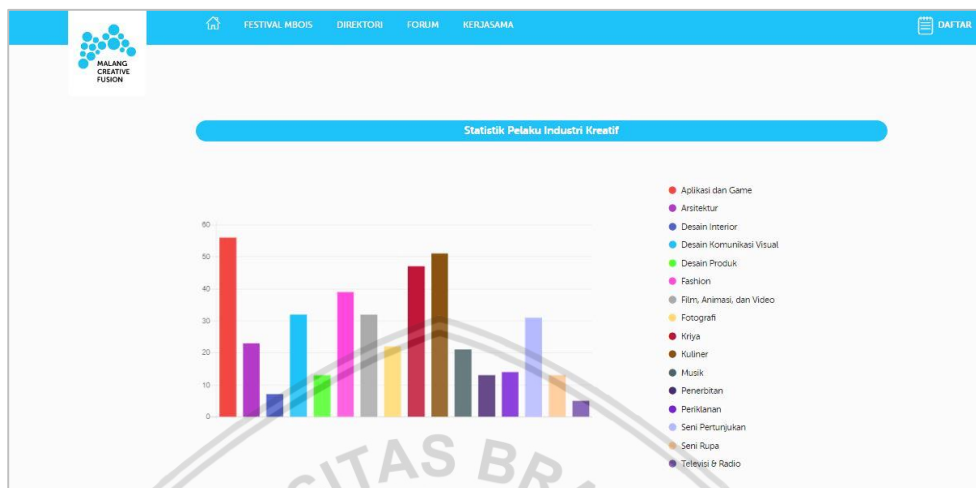 FESTIVAL MBOIS DIREKTORI FORUM KERJASAMA DAFTAR
MALANG
CREATIVE
FUSION
Statistik Pelaku Industri Kreatif
60
50
40
30
20
10
0
Aplikasi dan Game
Arsitektur
Desain Interior
Desain Komunikasi Visual
Desain Produk
Fashion
Film, Animasi, dan Video
Fotografi
Kriya
Kuliner
Musik
Penerbitan
Periklanan
Seni Pertunjukan
Seni Rupa
Televisi & Radio
SITAS BRA